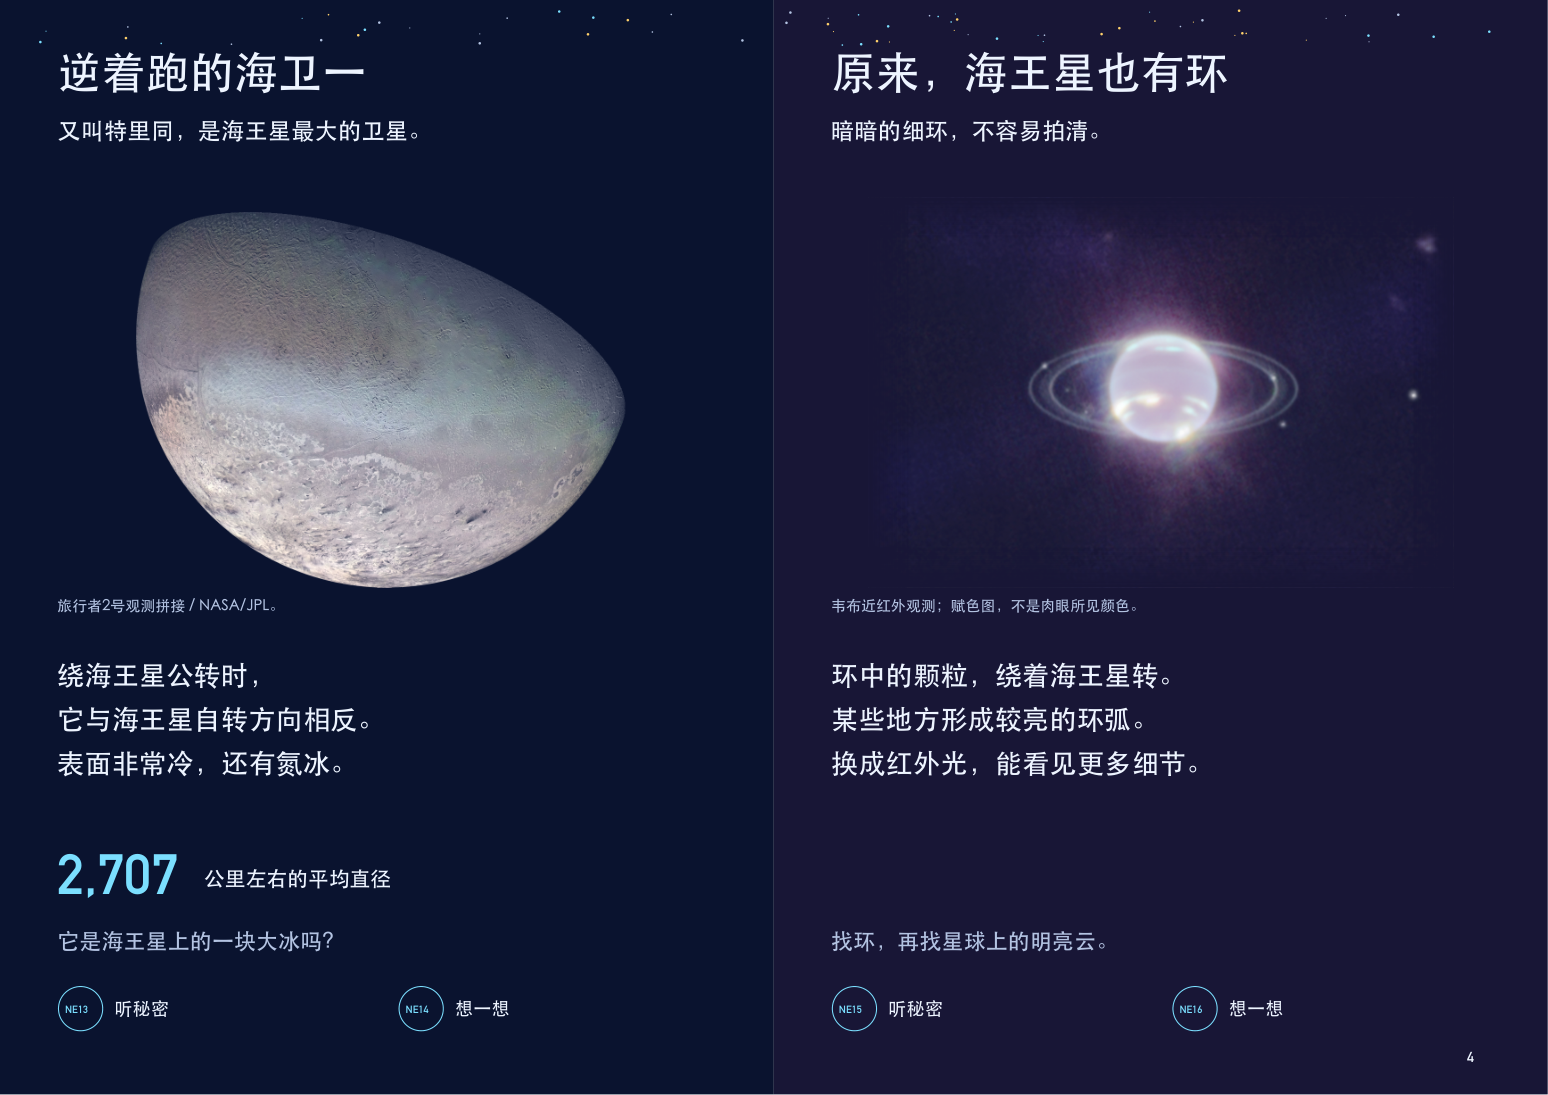 逆着跑的海卫一
又叫特里同，是海王星最大的卫星。
旅行者2号观测拼接 / NASA/JPL。
绕海王星公转时，
它与海王星自转方向相反。
表面非常冷，还有氮冰。
2,707 公里左右的平均直径
它是海王星上的一块大冰吗？
NE13 听秘密
NE14 想一想
原来，海王星也有环
暗暗的细环，不容易拍清。
韦布近红外观测；赋色图，不是肉眼所见颜色。
环中的颗粒，绕着海王星转。
某些地方形成较亮的环弧。
换成红外光，能看见更多细节。
找环，再找星球上的明亮云。
NE15 听秘密
NE16 想一想
4